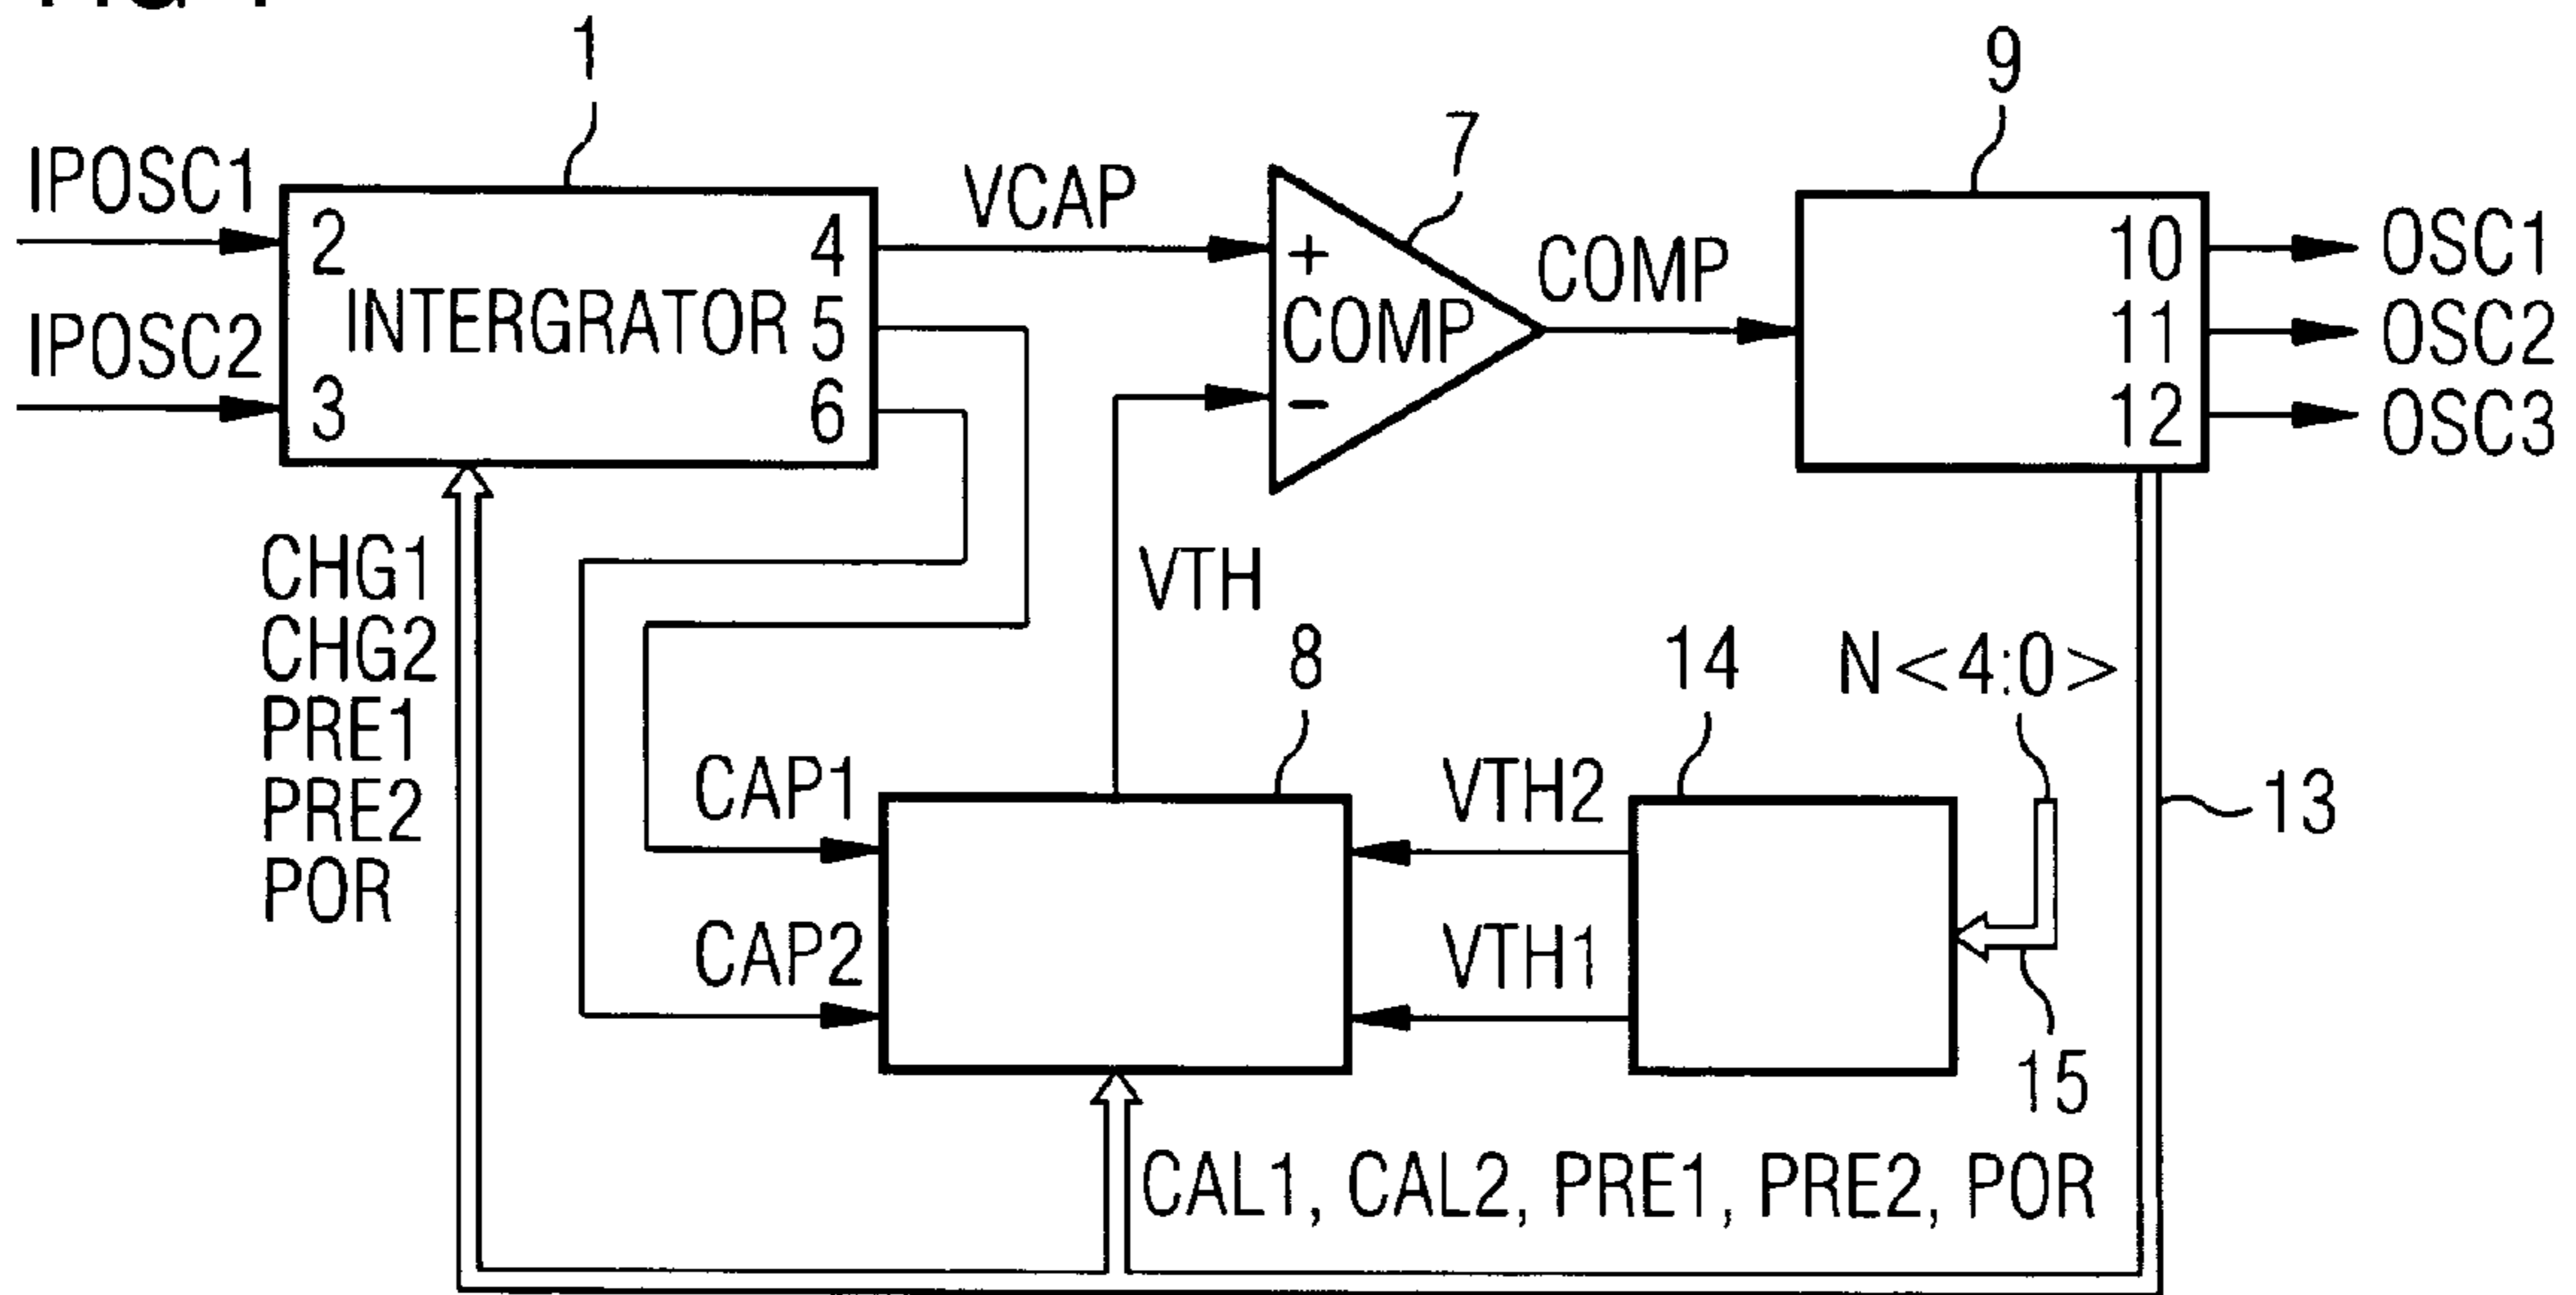 1
9
7
IPOSC1
VCAP
2
4
+
COMP
10
OSC1
INTERGRATOR
5
COMP
11
OSC2
IPOSC2
3
6
-
12
OSC3
CHG1
CHG2
PRE1
PRE2
POR
VTH
8
14
N<4:0>
CAP1
VTH2
13
CAP2
VTH1
15
CAL1, CAL2, PRE1, PRE2, POR